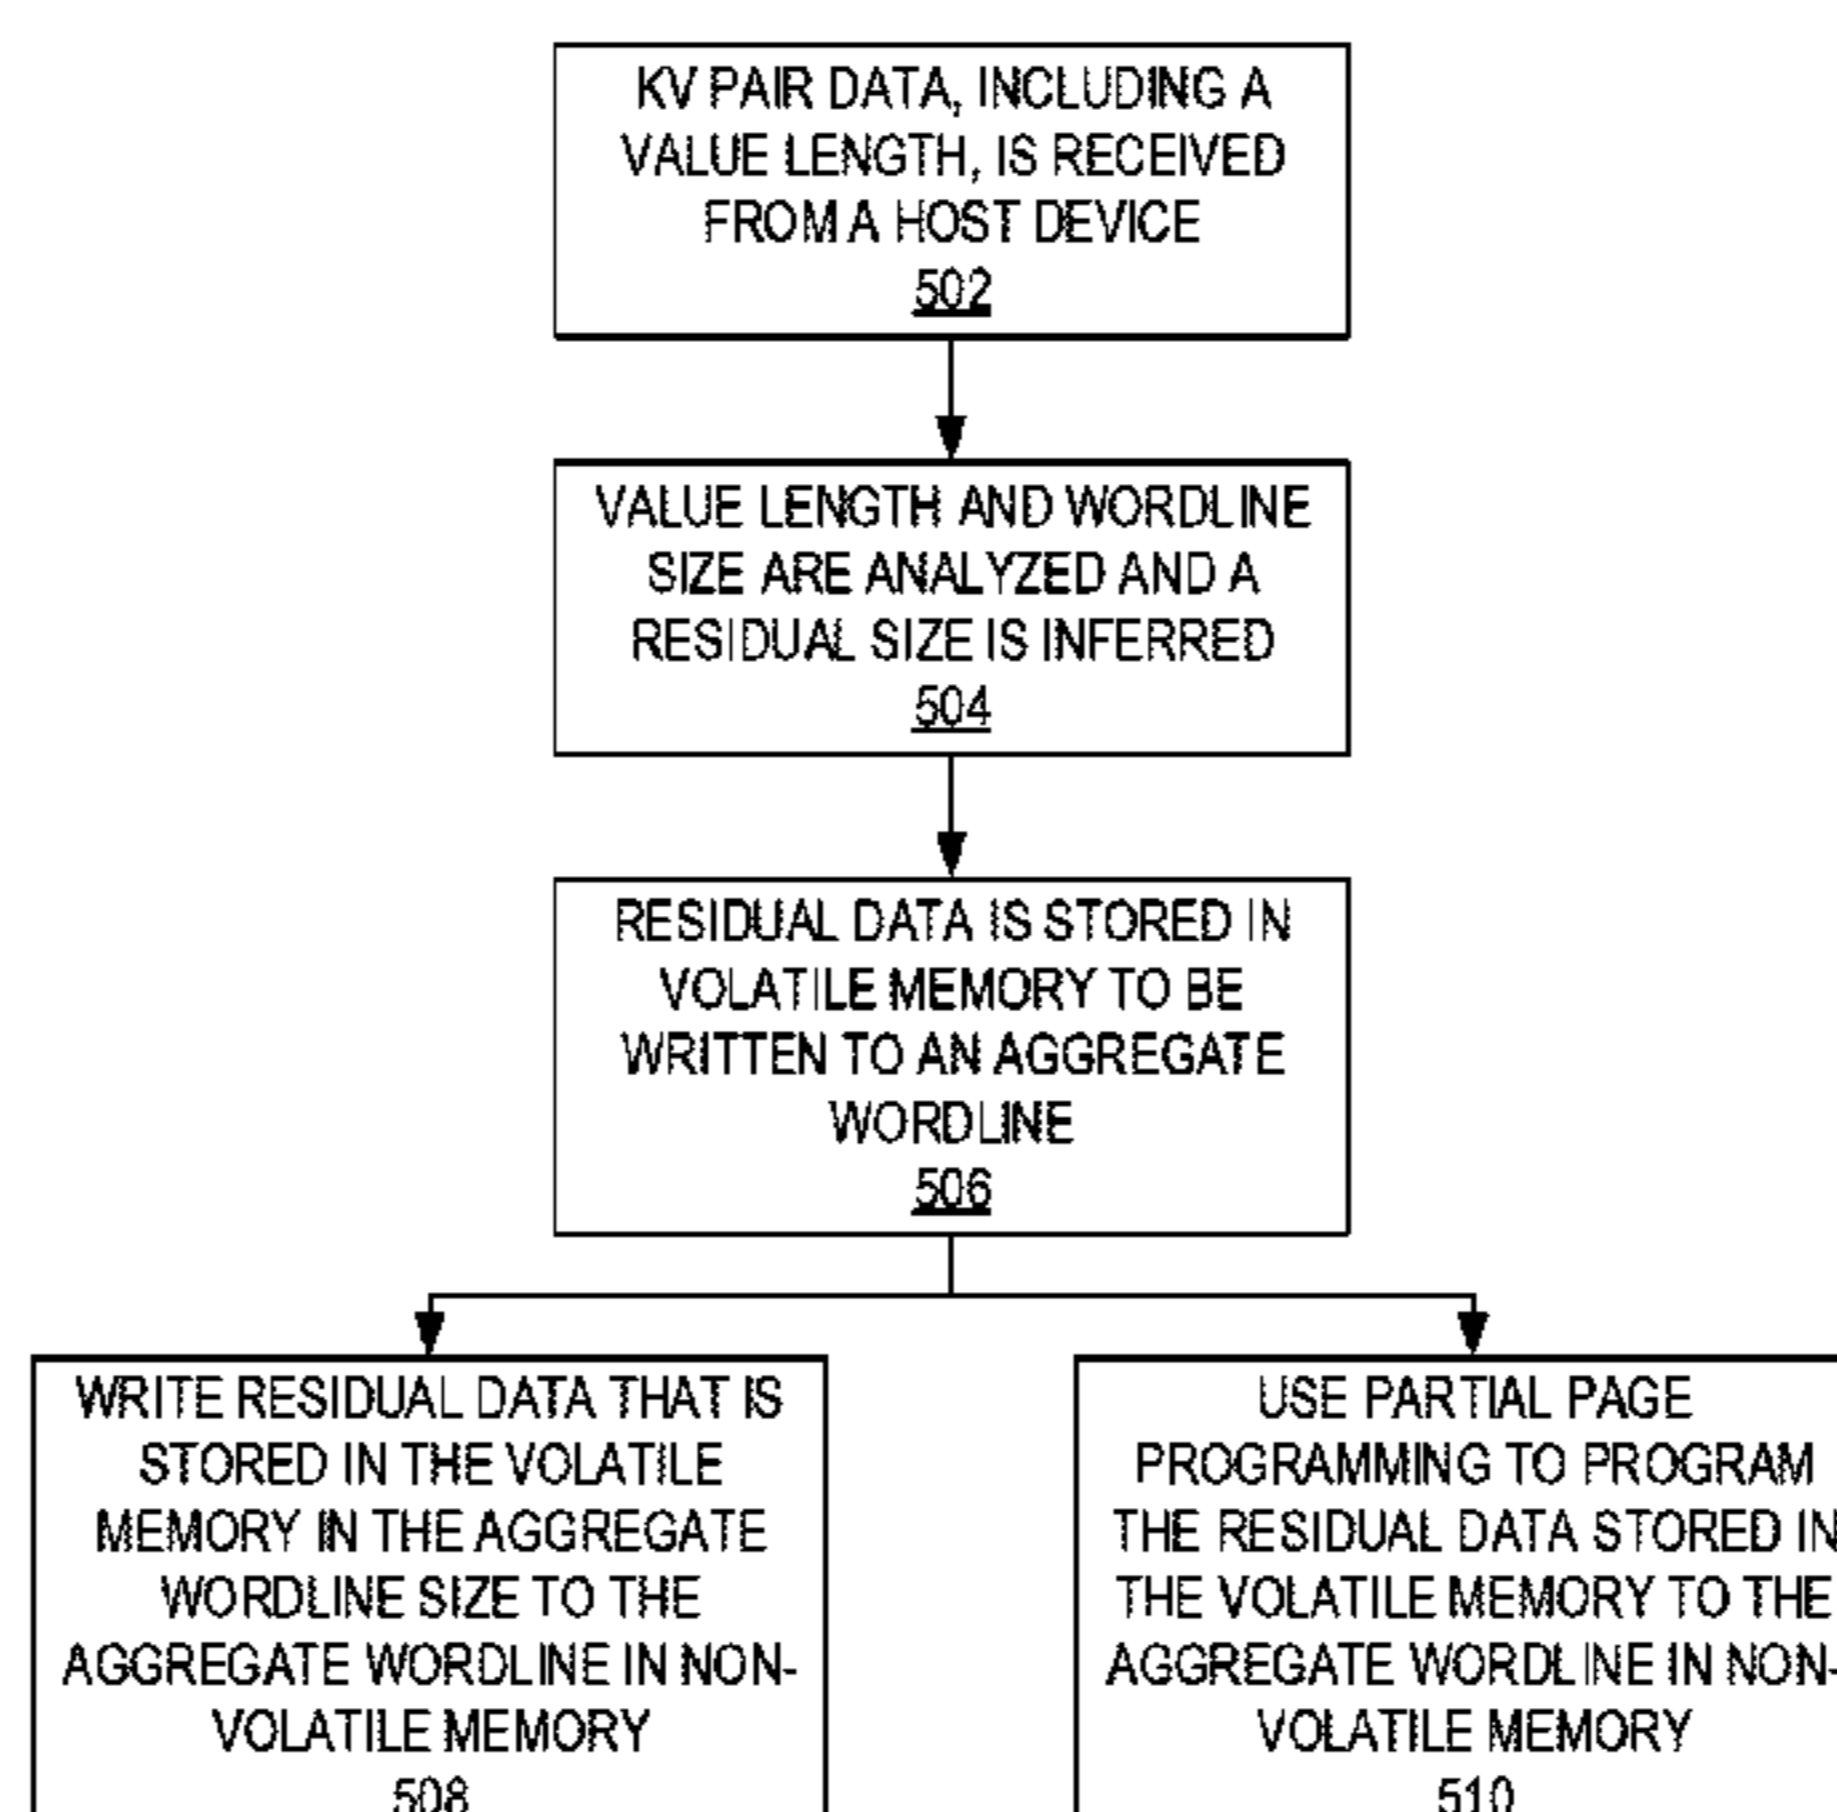 KV PAIR DATA, INCLUDING A
VALUE LENGTH, IS RECEIVED
FROM A HOST DEVICE
502
VALUE LENGTH AND WORDLINE
SIZE ARE ANALYZED AND A
RESIDUAL SIZE IS INFERRED
504
RESIDUAL DATA IS STORED IN
VOLATILE MEMORY TO BE
WRITTEN TO AN AGGREGATE
WORDLINE
506
WRITE RESIDUAL DATA THAT IS
STORED IN THE VOLATILE
MEMORY IN THE AGGREGATE
WORDLINE SIZE TO THE
AGGREGATE WORDLINE IN NON-
VOLATILE MEMORY
508
USE PARTIAL PAGE
PROGRAMMING TO PROGRAM
THE RESIDUAL DATA STORED IN
THE VOLATILE MEMORY TO THE
AGGREGATE WORDLINE IN NON-
VOLATILE MEMORY
510